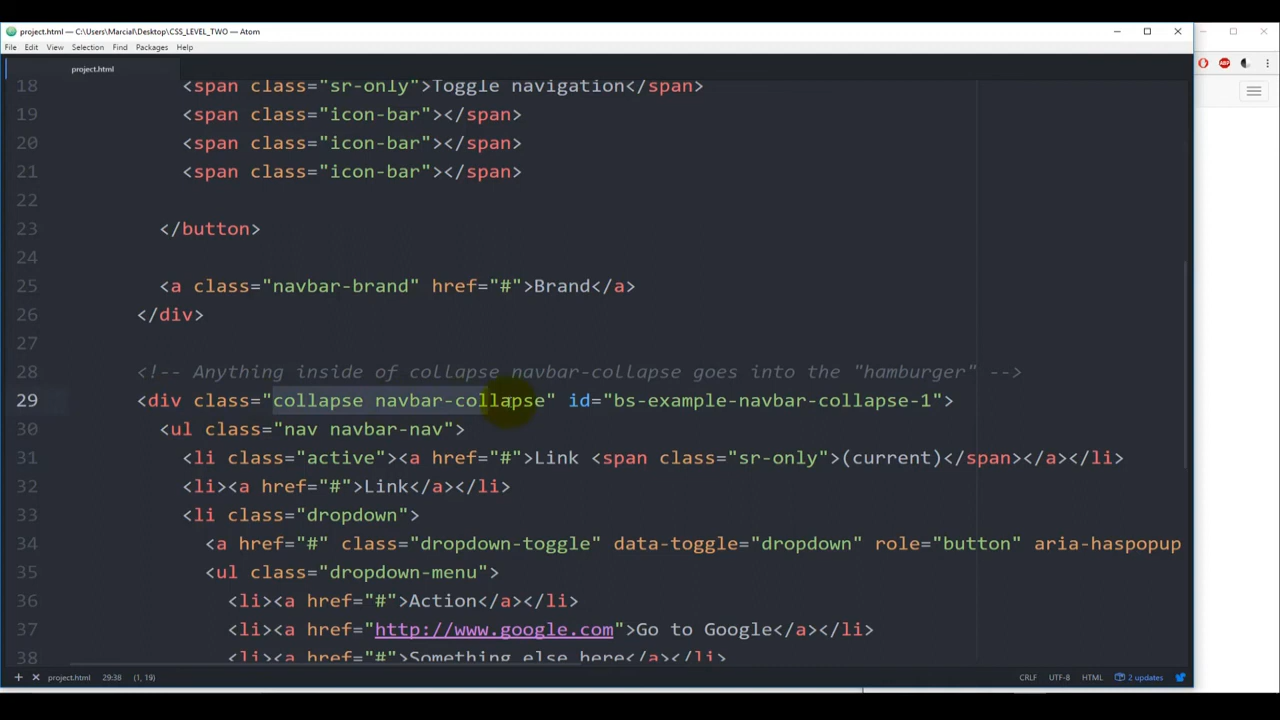 project.html — C:\Users\Marcial\Desktop\CSS_LEVEL_TWO — Atom
File Edit View Selection Find Packages Help
project.html
18 <span class="sr-only">Toggle navigation</span>
19 <span class="icon-bar"></span>
20 <span class="icon-bar"></span>
21 <span class="icon-bar"></span>
22
23 </button>
24
25 <a class="navbar-brand" href="#">Brand</a>
26 </div>
27
28 <!-- Anything inside of collapse navbar-collapse goes into the "hamburger" -->
29 <div class="collapse navbar-collapse" id="bs-example-navbar-collapse-1">
30 <ul class="nav navbar-nav">
31 <li class="active"><a href="#">Link <span class="sr-only">(current)</span></a></li>
32 <li><a href="#">Link</a></li>
33 <li class="dropdown">
34 <a href="#" class="dropdown-toggle" data-toggle="dropdown" role="button" aria-haspopup
35 <ul class="dropdown-menu">
36 <li><a href="#">Action</a></li>
37 <li><a href="http://www.google.com">Go to Google</a></li>
38 <li><a href="#">Something else here</a></li>
project.html 29:38 (1, 19) CRLF UTF-8 HTML 2 updates